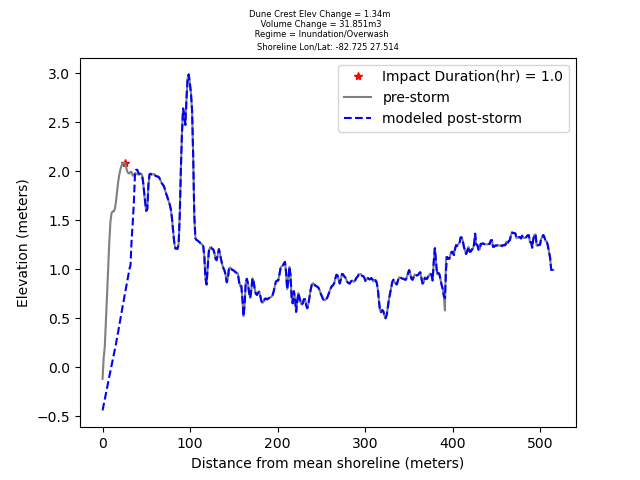 Dune Crest Elev Change = 1.34m
Volume Change = 31.851m3
Regime = Inundation/Overwash
Shoreline Lon/Lat: -82.725 27.514
Impact Duration(hr) = 1.0
pre-storm
modeled post-storm
3.0
2.5
2.0
1.5
1.0
0.5
0.0
−0.5
Elevation (meters)
0 100 200 300 400 500
Distance from mean shoreline (meters)